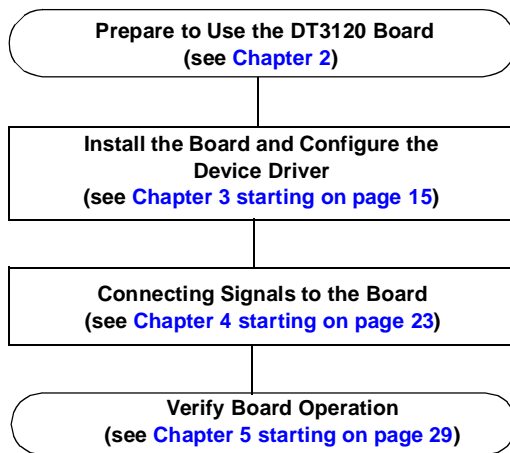 Prepare to Use the DT3120 Board
(see Chapter 2)
Install the Board and Configure the
Device Driver
(see Chapter 3 starting on page 15)
Connecting Signals to the Board
(see Chapter 4 starting on page 23)
Verify Board Operation
(see Chapter 5 starting on page 29)